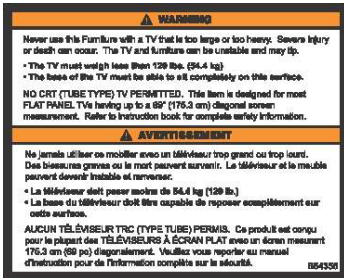 WARNING
Never use this Furniture with a TV that is too large or too heavy. Severe injury
or death can occur. The TV and furniture can be unstable and may tip.
• The TV must weigh less than 120 lbs. (54.4 kg)
• The base of the TV must be able to sit completely on this surface.
NO CRT (TUBE TYPE) TV PERMITTED. This item is designed for most
FLAT PANEL TVs having up to a 69" (175.3 cm) diagonal screen
measurement. Refer to instruction book for complete safety information.
AVERTISSEMENT
Ne jamais utiliser ce mobilier avec un téléviseur trop grand ou trop lourd.
Des blessures graves ou la mort peuvent survenir. Le téléviseur et le meuble
peuvent devenir instable et renverser.
• La téléviseur doit peser moins de 54.4 kg (120 lb.)
• La base du téléviseur doit être capable de reposer complètement sur
cette surface.
AUCUN TÉLÉVISEUR TRC (TYPE TUBE) PERMIS. Ce produit est conçu
pour la plupart des TÉLÉVISEURS À ÉCRAN PLAT avec un écran mesurant
175.3 cm (69 po) diagonalement. Veuillez vous reporter au manuel
d'instruction pour de l'information complète sur la sécurité.